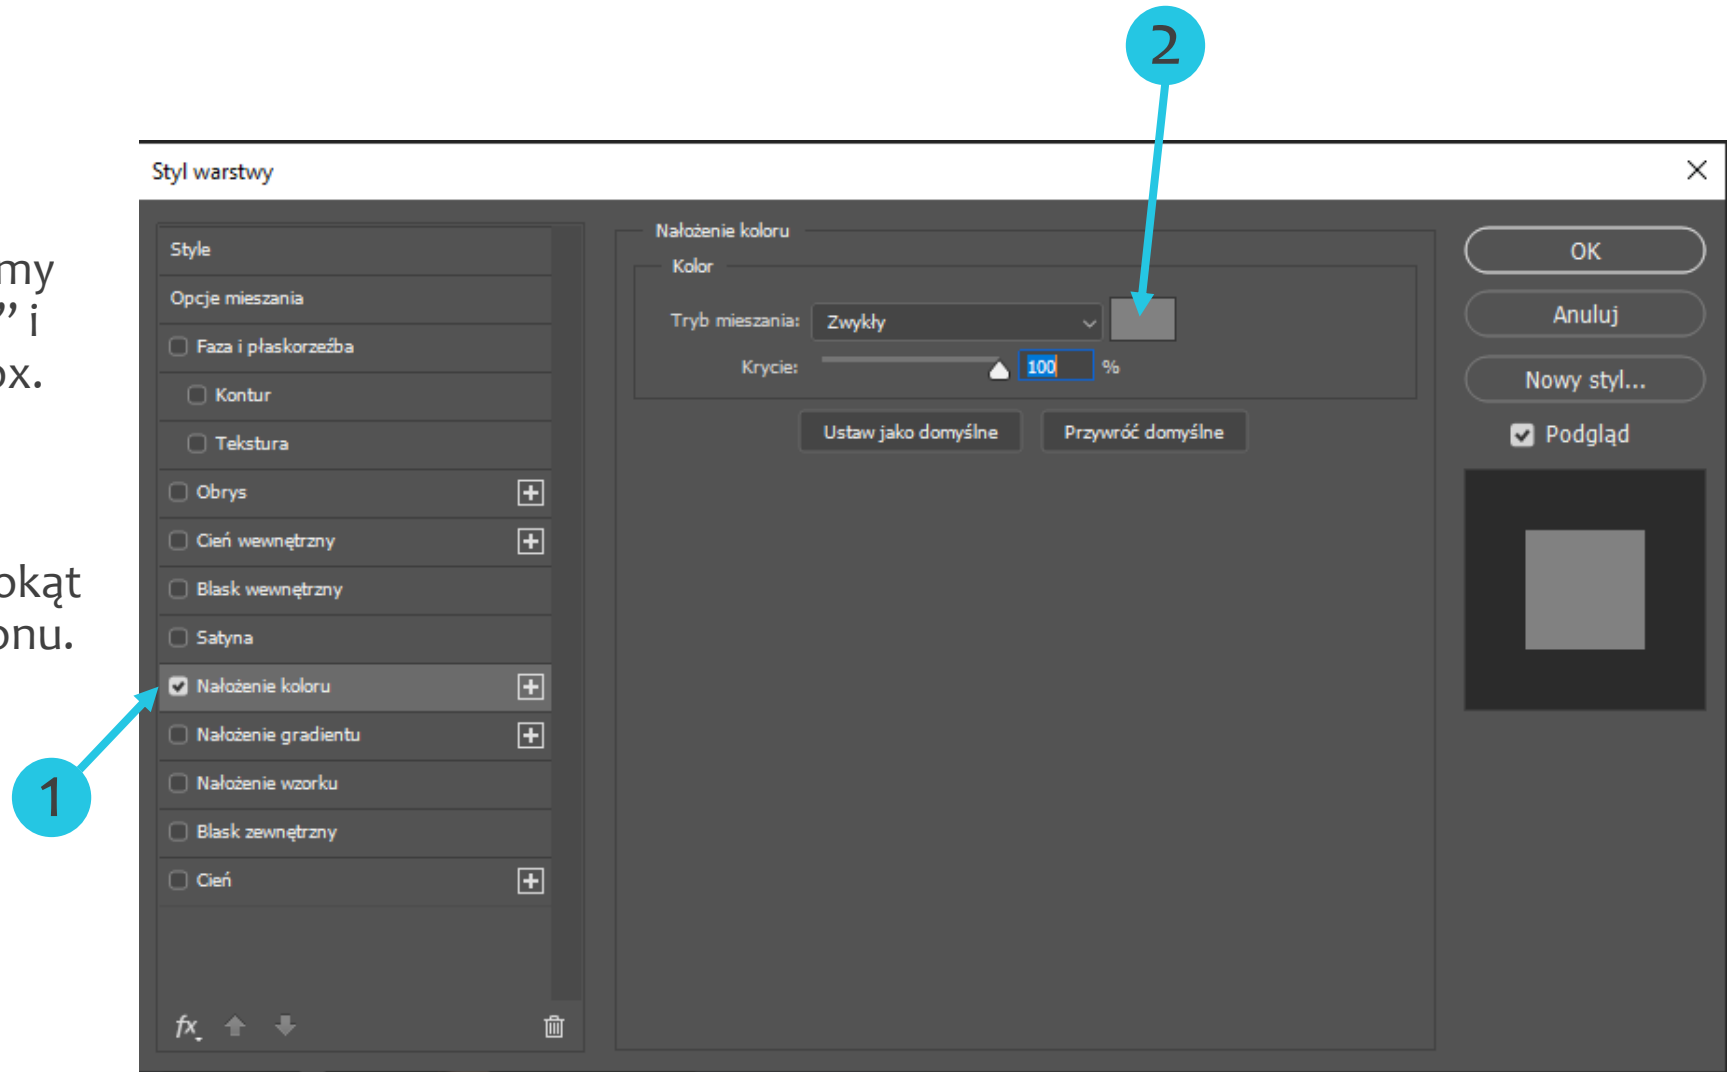 2
Styl warstwy
my
” i
ox.
okąt
onu.
1
Style
Opcje mieszania
Faza i płaskorzeźba
Kontur
Tekstura
Obrys
Cień wewnętrzny
Blask wewnętrzny
Satyna
Nałożenie koloru
Nałożenie gradientu
Nałożenie wzorku
Blask zewnętrzny
Cień
fx
Nałożenie koloru
Kolor
Tryb mieszania: Zwykły
Krycie: 100 %
Ustaw jako domyślne Przywróć domyślne
OK
Anuluj
Nowy styl...
Podgląd